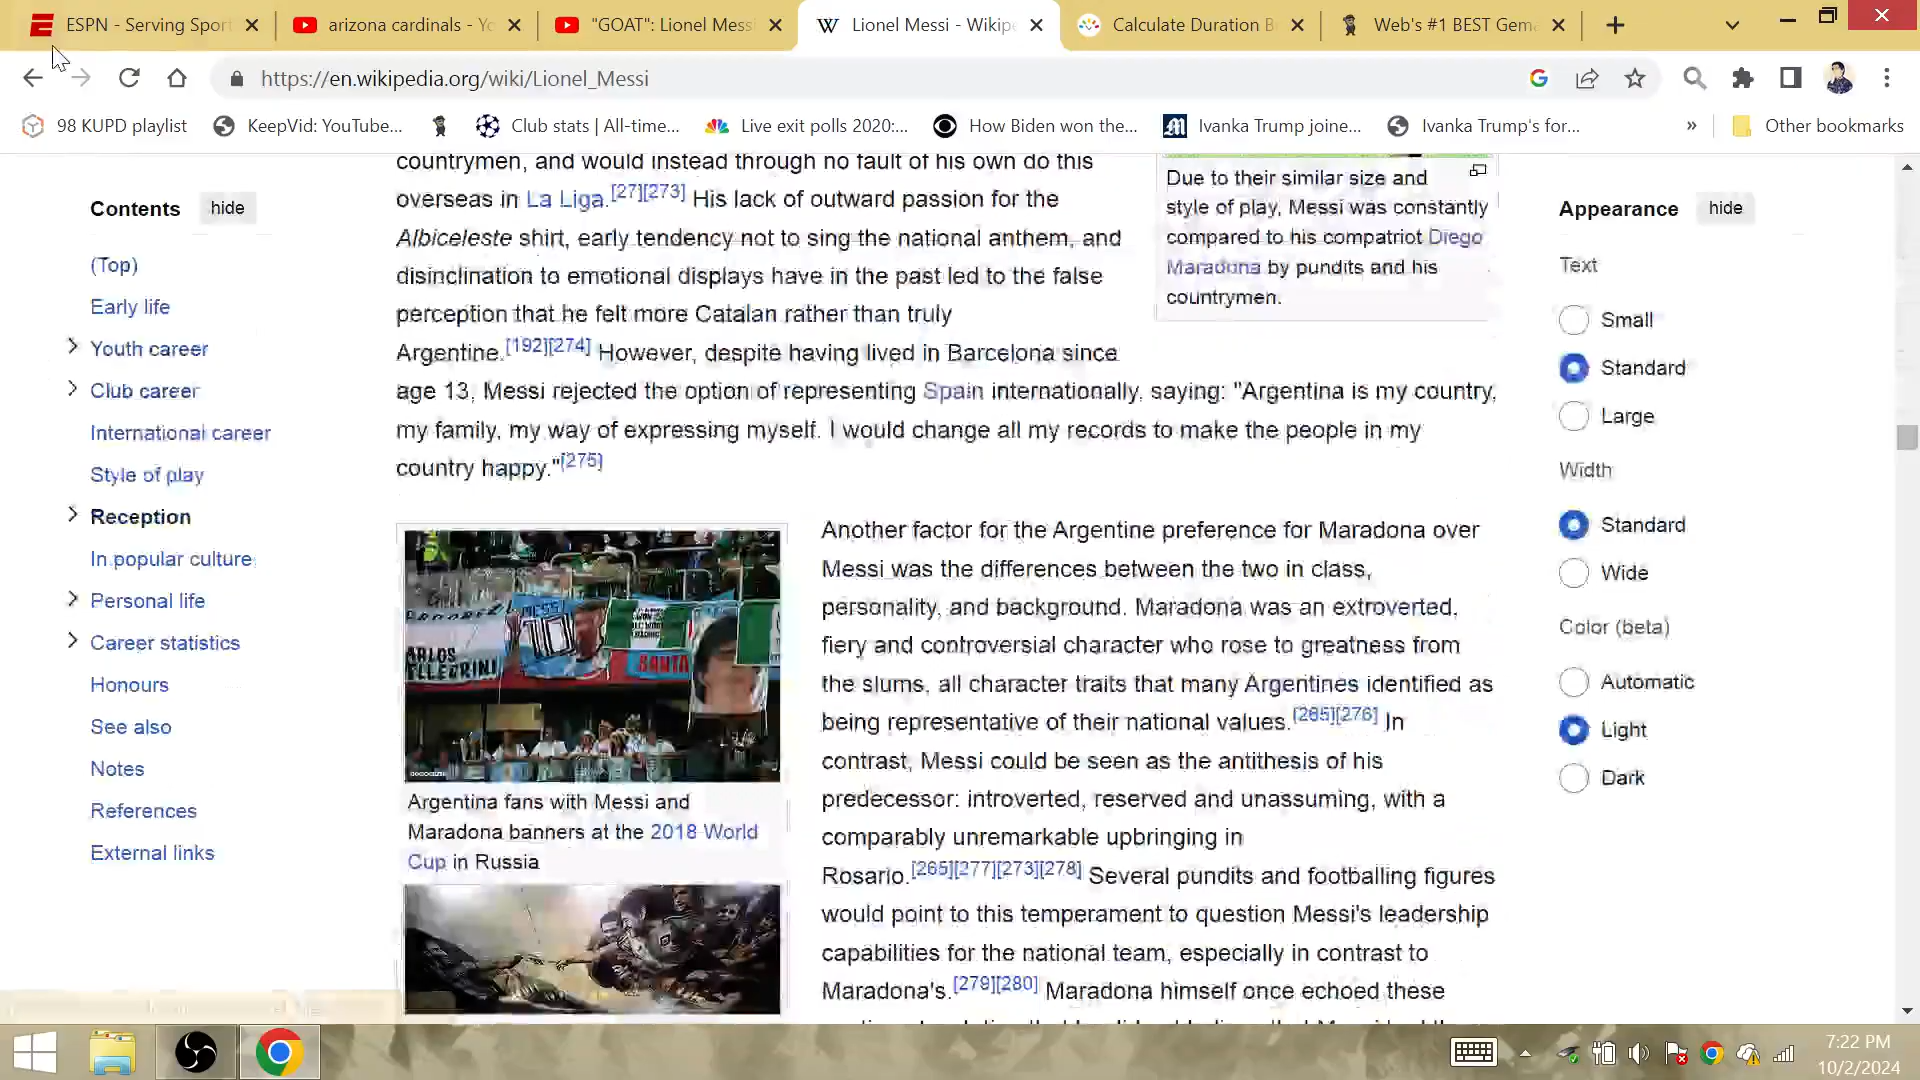 ESPN - Serving Sport
arizona cardinals - Yo
"GOAT": Lionel Messi
Lionel Messi - Wikipe
Calculate Duration B
Web's #1 BEST Gema
https://en.wikipedia.org/wiki/Lionel_Messi
98 KUPD playlist
KeepVid: YouTube...
Club stats | All-time...
Live exit polls 2020:...
How Biden won the...
Ivanka Trump joine...
Ivanka Trump's for...
»
Other bookmarks
Contents
hide
(Top)
Early life
Youth career
Club career
International career
Style of play
Reception
In popular culture
Personal life
Career statistics
Honours
See also
Notes
References
External links
countrymen, and would instead through no fault of his own do this
overseas in La Liga.[27][273] His lack of outward passion for the
Albiceleste shirt, early tendency not to sing the national anthem, and
disinclination to emotional displays have in the past led to the false
perception that he felt more Catalan rather than truly
Argentine.[192][274] However, despite having lived in Barcelona since
age 13, Messi rejected the option of representing Spain internationally, saying: "Argentina is my country,
my family, my way of expressing myself. I would change all my records to make the people in my
country happy."[275]
Due to their similar size and
style of play, Messi was constantly
compared to his compatriot Diego
Maradona by pundits and his
countrymen.
MESSI
10
CARLOS
PELLEGRINI
SANTA
Argentina fans with Messi and
Maradona banners at the 2018 World
Cup in Russia
Another factor for the Argentine preference for Maradona over
Messi was the differences between the two in class,
personality, and background. Maradona was an extroverted,
fiery and controversial character who rose to greatness from
the slums, all character traits that many Argentines identified as
being representative of their national values.[265][276] In
contrast, Messi could be seen as the antithesis of his
predecessor: introverted, reserved and unassuming, with a
comparably unremarkable upbringing in
Rosario.[265][277][273][278] Several pundits and footballing figures
would point to this temperament to question Messi's leadership
capabilities for the national team, especially in contrast to
Maradona's.[279][280] Maradona himself once echoed these
Appearance
hide
Text
Small
Standard
Large
Width
Standard
Wide
Color (beta)
Automatic
Light
Dark
7:22 PM
10/2/2024